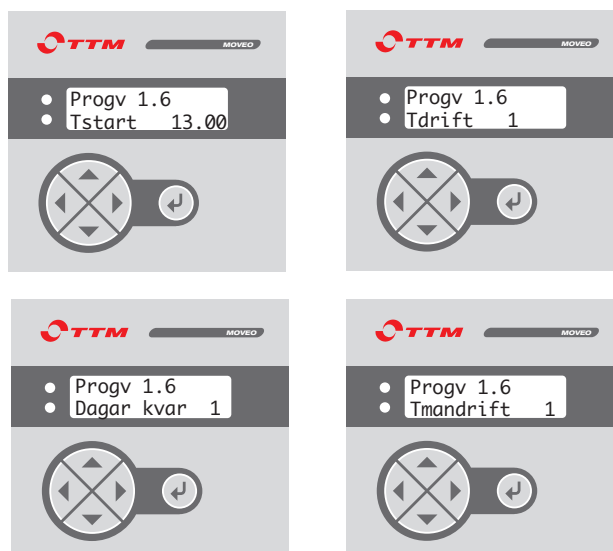 TTM MOVEO
Progv 1.6
Tstart 13.00
TTM MOVEO
Progv 1.6
Tdrift 1
TTM MOVEO
Progv 1.6
Dagar kvar 1
TTM MOVEO
Progv 1.6
Tmandrift 1